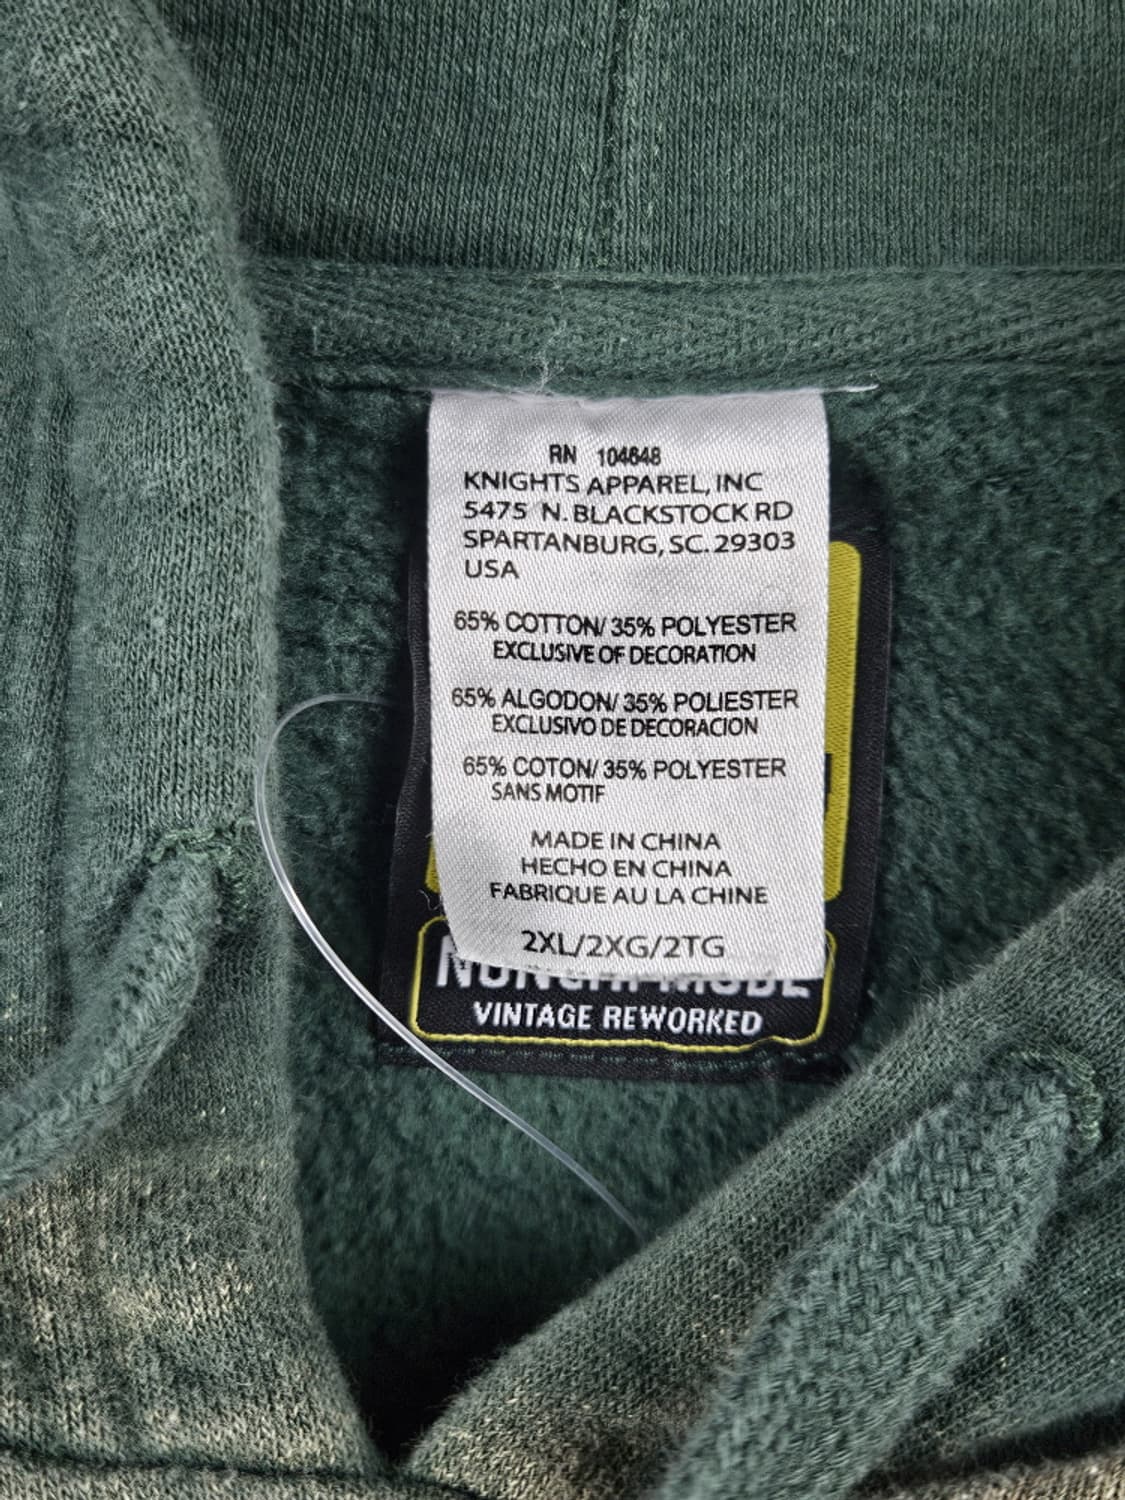 RN 104648
KNIGHTS APPAREL, INC
5475 N. BLACKSTOCK RD
SPARTANBURG, SC. 29303
USA
65% COTTON/ 35% POLYESTER
EXCLUSIVE OF DECORATION
65% ALGODON/ 35% POLIESTER
EXCLUSIVO DE DECORACION
65% COTON/ 35% POLYESTER
SANS MOTIF
MADE IN CHINA
HECHO EN CHINA
FABRIQUE AU LA CHINE
2XL/2XG/2TG
VINTAGE REWORKED